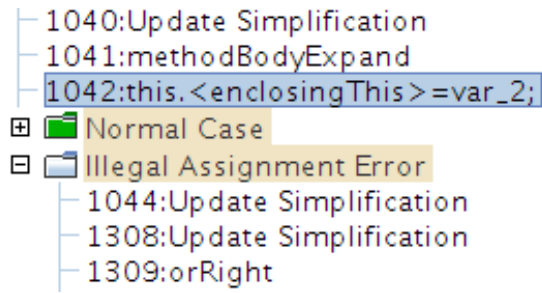 1040:Update Simplification
1041:methodBodyExpand
1042:this.<enclosingThis>=var_2;
Normal Case
Illegal Assignment Error
1044:Update Simplification
1308:Update Simplification
1309:orRight